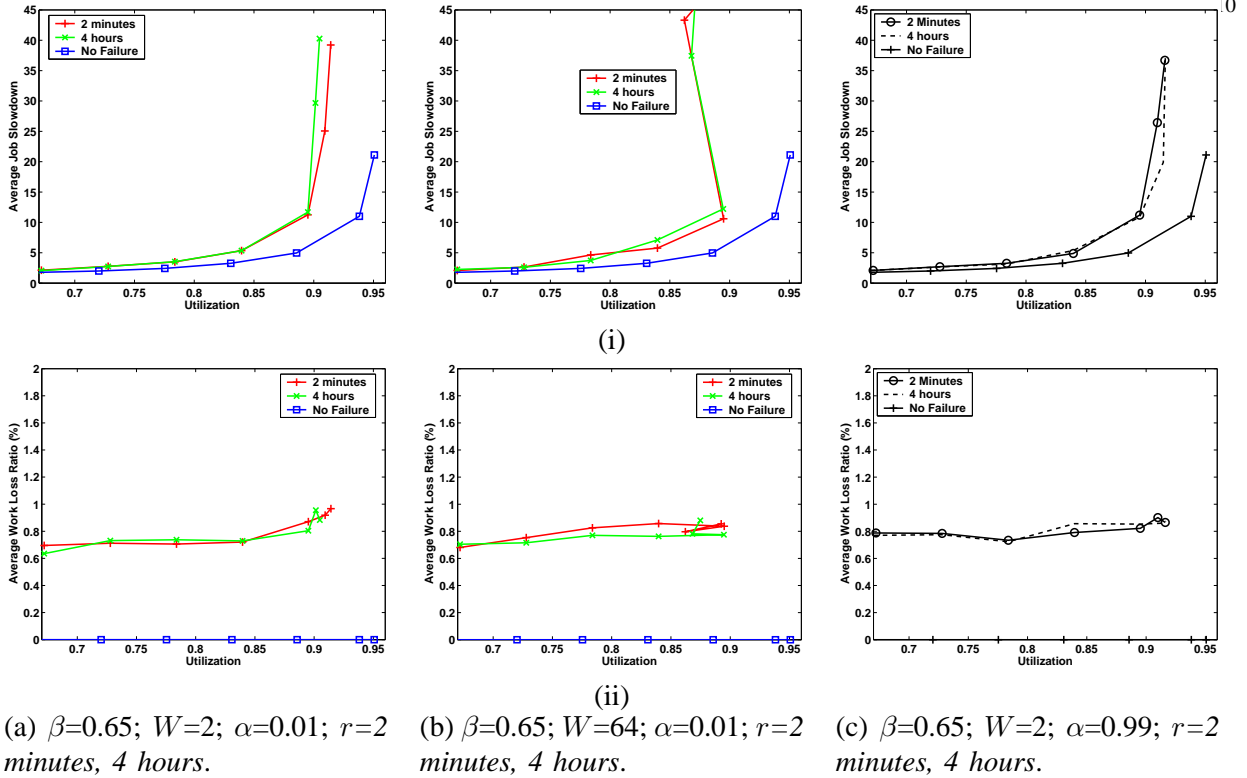 10
45
40
35
30
25
20
15
10
5
0
Average Job Slowdown
2 minutes
4 hours
No Failure
0.7 0.75 0.8 0.85 0.9 0.95
Utilization
45
40
35
30
25
20
15
10
5
0
Average Job Slowdown
2 minutes
4 hours
No Failure
0.7 0.75 0.8 0.85 0.9 0.95
Utilization
45
40
35
30
25
20
15
10
5
0
Average Job Slowdown
2 Minutes
4 hours
No Failure
0.7 0.75 0.8 0.85 0.9 0.95
Utilization
(i)
2
1.8
1.6
1.4
1.2
1
0.8
0.6
0.4
0.2
0
Average Work Loss Ratio (%)
2 minutes
4 hours
No Failure
0.7 0.75 0.8 0.85 0.9 0.95
Utilization
2
1.8
1.6
1.4
1.2
1
0.8
0.6
0.4
0.2
0
Average Work Loss Ratio (%)
2 minutes
4 hours
No Failure
0.7 0.75 0.8 0.85 0.9 0.95
Utilization
2
1.8
1.6
1.4
1.2
1
0.8
0.6
0.4
0.2
0
Average Work Loss Ratio (%)
2 Minutes
4 hours
No Failure
0.7 0.75 0.8 0.85 0.9 0.95
Utilization
(ii)
(a) β=0.65; W=2; α=0.01; r=2
minutes, 4 hours.
(b) β=0.65; W=64; α=0.01; r=2
minutes, 4 hours.
(c) β=0.65; W=2; α=0.99; r=2
minutes, 4 hours.